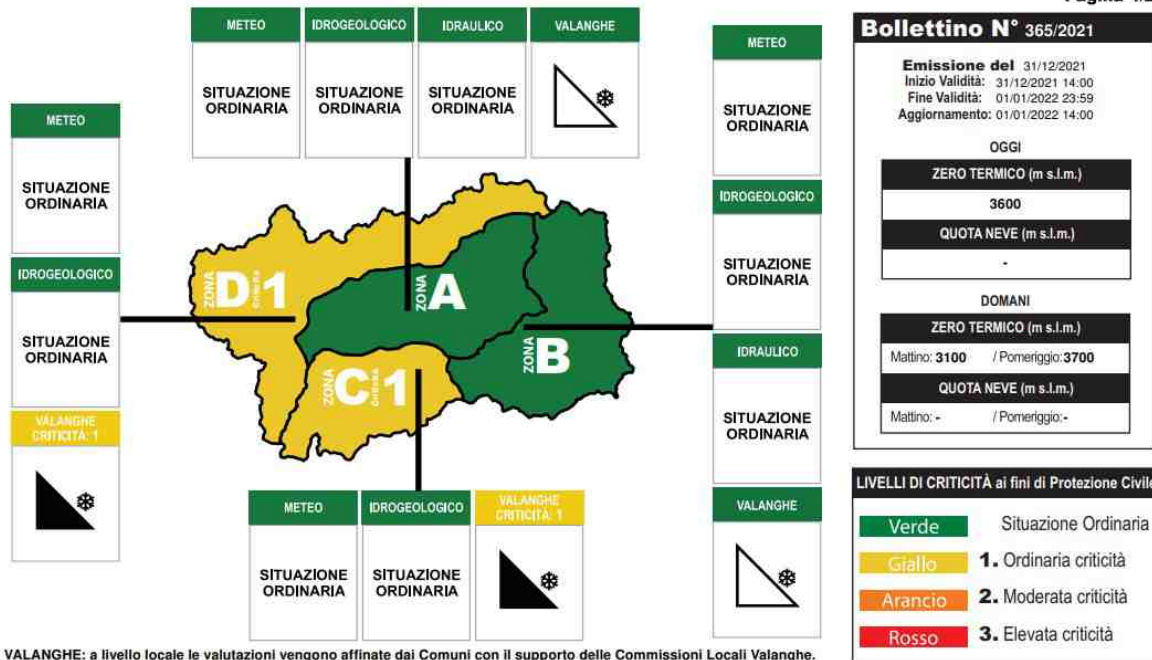 METEO
SITUAZIONE
ORDINARIA
IDROGEOLOGICO
SITUAZIONE
ORDINARIA
IDRAULICO
SITUAZIONE
ORDINARIA
VALANGHE
METEO
SITUAZIONE
ORDINARIA
IDROGEOLOGICO
SITUAZIONE
ORDINARIA
VALANGHE
CRITICITÀ: 1
ZONA D 1
ZONA A
ZONA B
ZONA C 1
METEO
SITUAZIONE
ORDINARIA
IDROGEOLOGICO
SITUAZIONE
ORDINARIA
IDRAULICO
SITUAZIONE
ORDINARIA
VALANGHE
METEO
SITUAZIONE
ORDINARIA
IDROGEOLOGICO
SITUAZIONE
ORDINARIA
VALANGHE
CRITICITÀ: 1
VALANGHE: a livello locale le valutazioni vengono affinate dai Comuni con il supporto delle Commissioni Locali Valanghe.
Bollettino N° 365/2021
Emissione del 31/12/2021
Inizio Validità: 31/12/2021 14:00
Fine Validità: 01/01/2022 23:59
Aggiornamento: 01/01/2022 14:00
OGGI
ZERO TERMICO (m s.l.m.)
3600
QUOTA NEVE (m s.l.m.)
-
DOMANI
ZERO TERMICO (m s.l.m.)
Mattino: 3100 / Pomeriggio: 3700
QUOTA NEVE (m s.l.m.)
Mattino: - / Pomeriggio: -
LIVELLI DI CRITICITÀ ai fini di Protezione Civile
Verde Situazione Ordinaria
Giallo 1. Ordinaria criticità
Arancio 2. Moderata criticità
Rosso 3. Elevata criticità